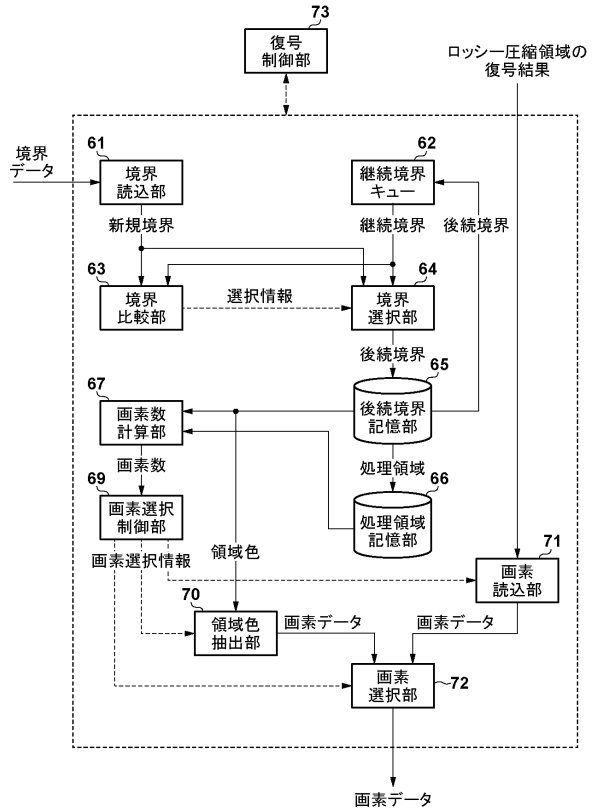 73
復号
制御部
ロッシー圧縮領域の
復号結果
境界
データ
61
境界
読込部
62
継続境界
キュー
新規境界
継続境界
後続境界
63
境界
比較部
選択情報
64
境界
選択部
後続境界
65
後続境界
記憶部
67
画素数
計算部
画素数
処理領域
66
処理領域
記憶部
69
画素選択
制御部
画素選択情報
領域色
71
画素
読込部
70
領域色
抽出部
画素データ
画素データ
画素
選択部
72
画素データ